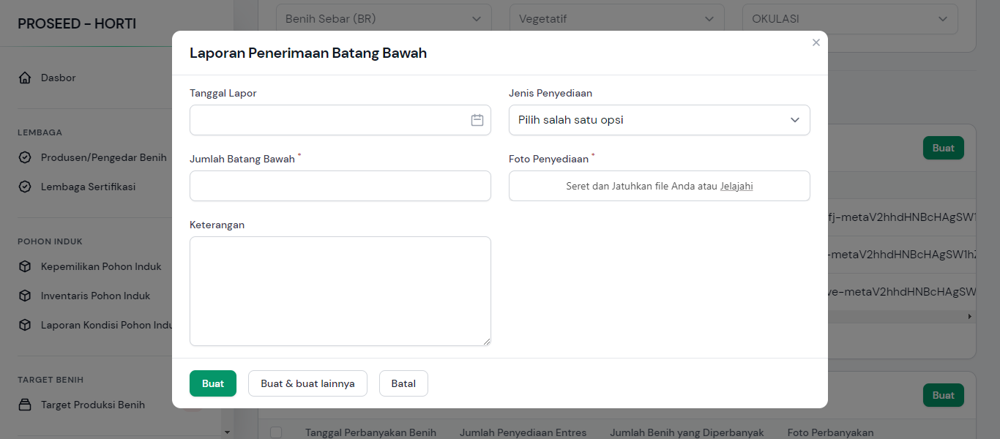 PROSEED - HORTI
Dasbor
LEMBAGA
Produsen/Pengedar Benih
Lembaga Sertifikasi
POHON INDUK
Kepemilikan Pohon Induk
Inventaris Pohon Induk
Laporan Kondisi Pohon
TARGET BENIH
Target Produksi Benih
Benih Sebar (BR)
Vegetatif
OKULASI
Laporan Penerimaan Batang Bawah
Tanggal Lapor
Jenis Penyediaan
Pilih salah satu opsi
Jumlah Batang Bawah *
Foto Penyediaan *
Seret dan Jatuhkan file Anda atau Jelajahi
Keterangan
Buat
Buat & buat lainnya
Batal
Buat
fj-metaV2hhdHNBcHAgSW1
-metaV2hhdHNBcHAgSW1h
ve-metaV2hhdHNBcHAgSW
Buat
Tanggal Perbanyakan Benih
Jumlah Penyediaan Entres
Jumlah Benih yang Diperbanyak
Foto Perbanyakan